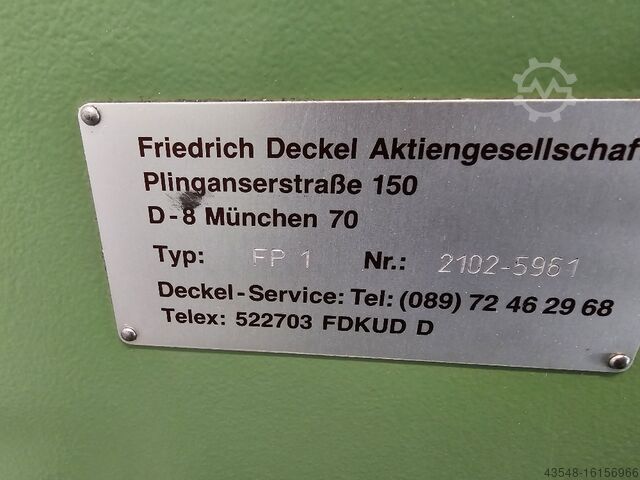 Friedrich Deckel Aktiengesellschaf
Plinganserstraße 150
D-8 München 70
Typ: FP 1 Nr.: 2102-5961
Deckel-Service: Tel: (089) 72 46 29 68
Telex: 522703 FDKUD D
43548-16156966